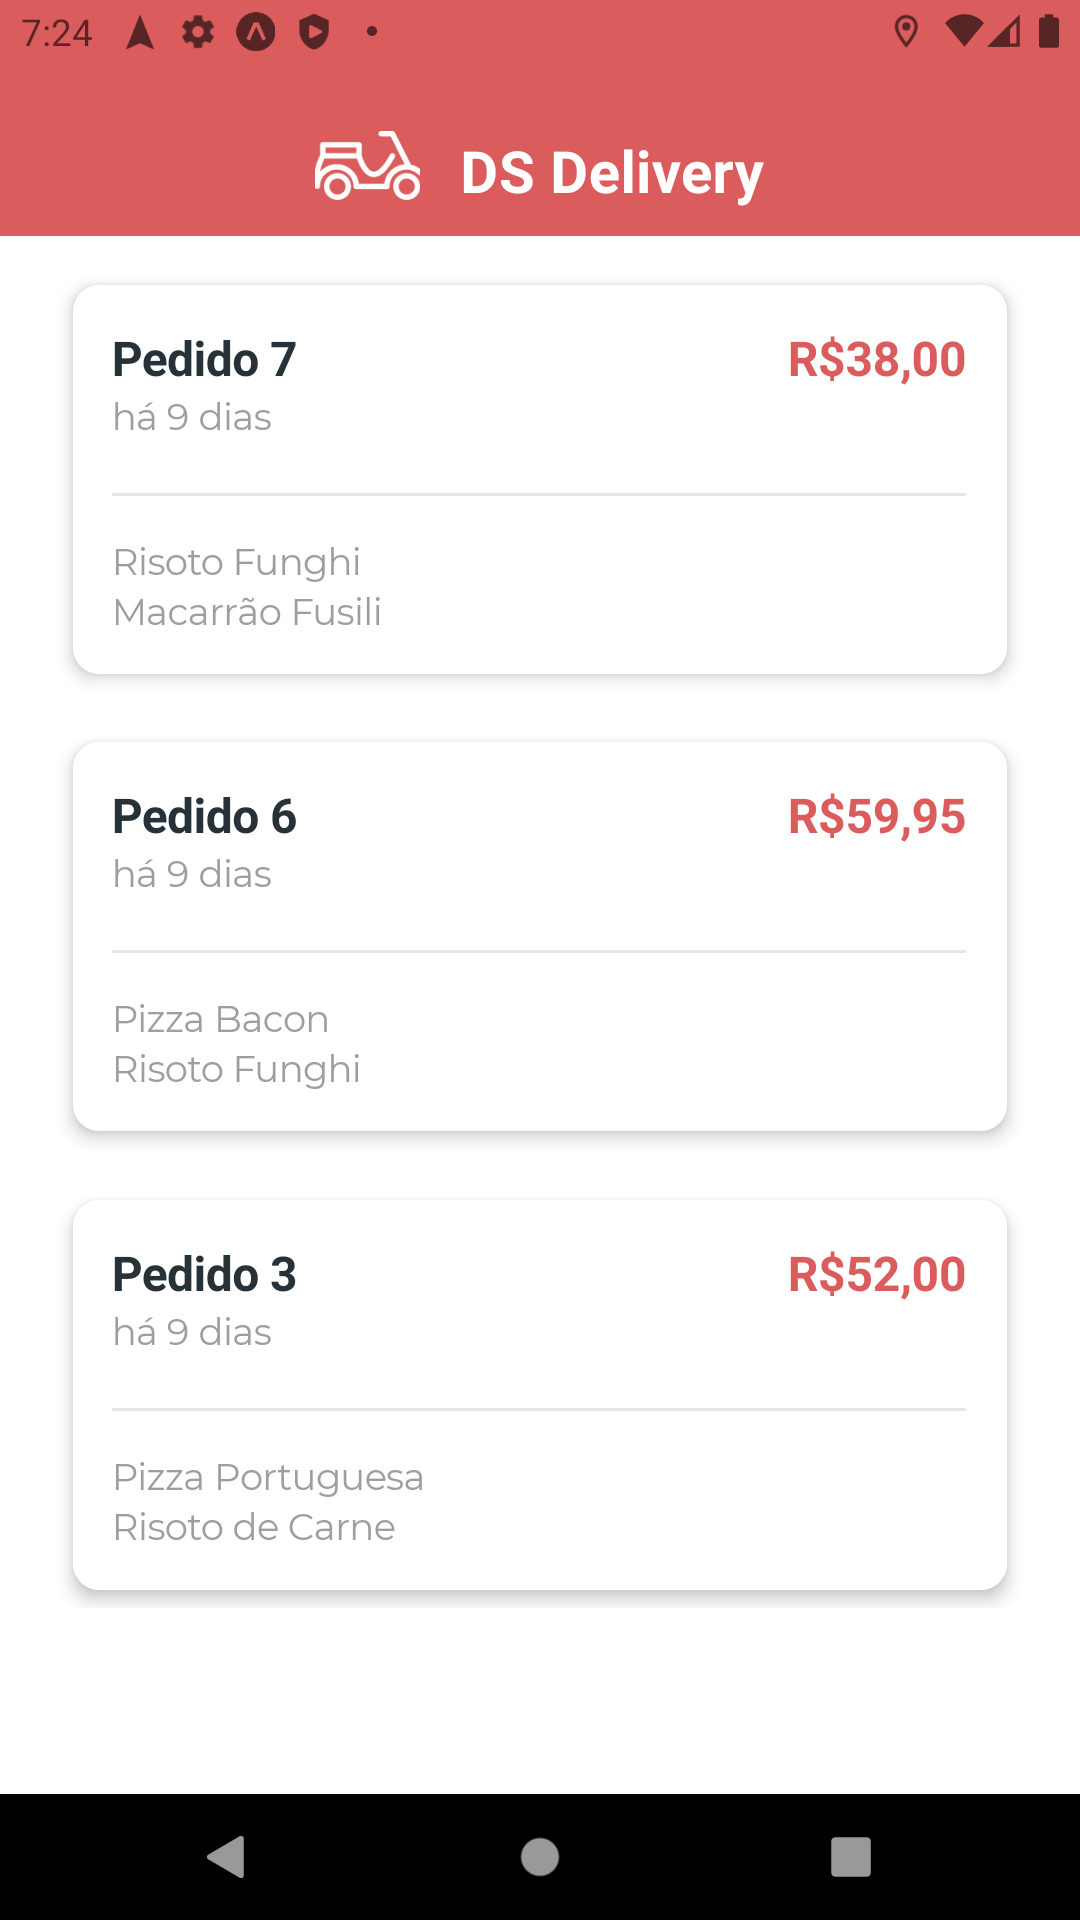 7:24
DS Delivery
Pedido 7
R$38,00
há 9 dias
Risoto Funghi
Macarrão Fusili
Pedido 6
R$59,95
há 9 dias
Pizza Bacon
Risoto Funghi
Pedido 3
R$52,00
há 9 dias
Pizza Portuguesa
Risoto de Carne